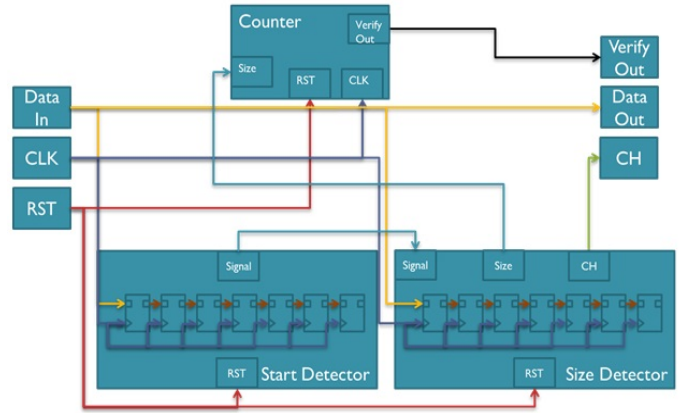 Counter
Verify
Out
Size
RST
CLK
Verify
Out
Data
In
Data
Out
CLK
CH
RST
Signal
Signal
Size
CH
RST
Start Detector
RST
Size Detector